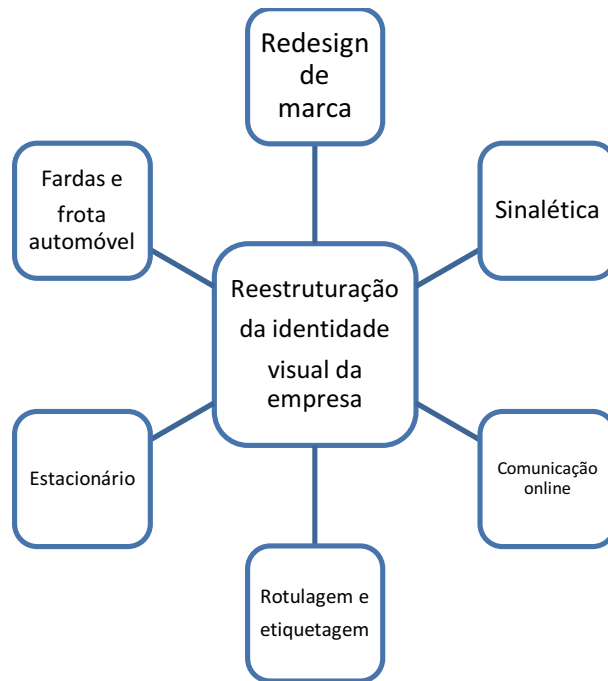 Redesign
de
marca
Fardas e
frota
automóvel
Sinalética
Reestruturação
da identidade
visual da
empresa
Estacionário
Comunicação
online
Rotulagem e
etiquetagem